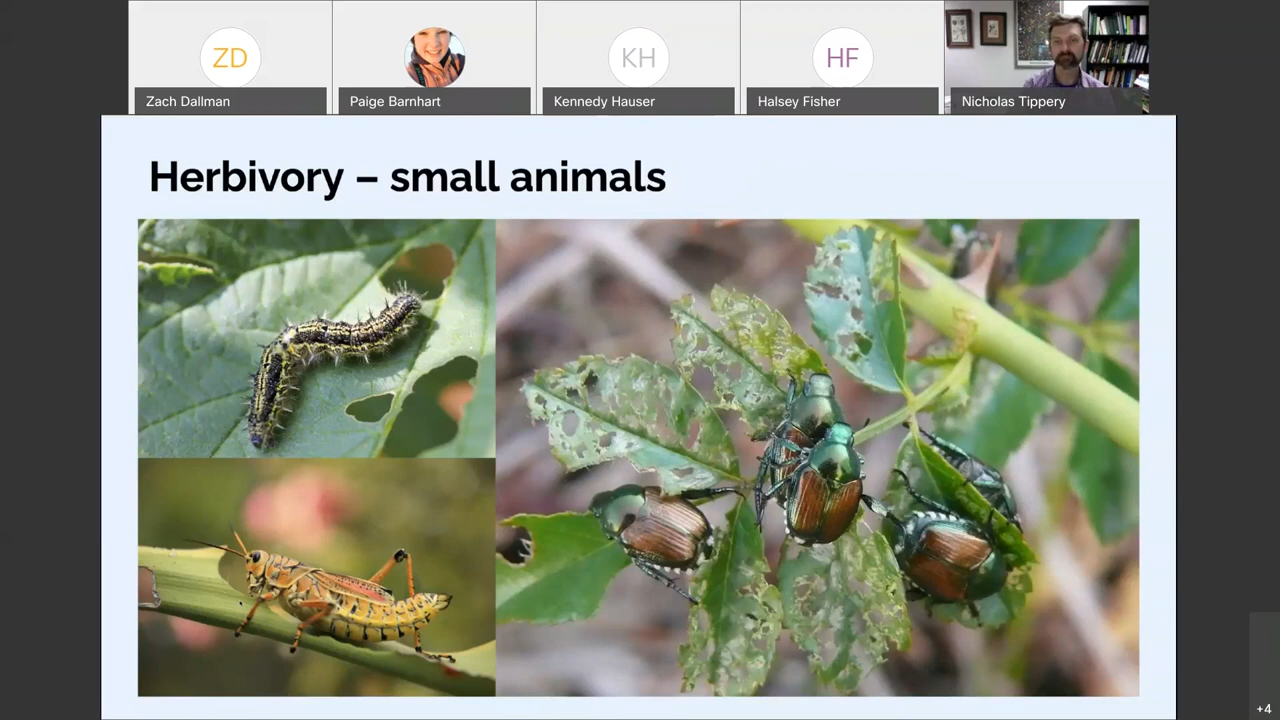 ZD
KH
HF
Zach Dallman
Paige Barnhart
Kennedy Hauser
Halsey Fisher
Nicholas Tippery
Herbivory – small animals
+4